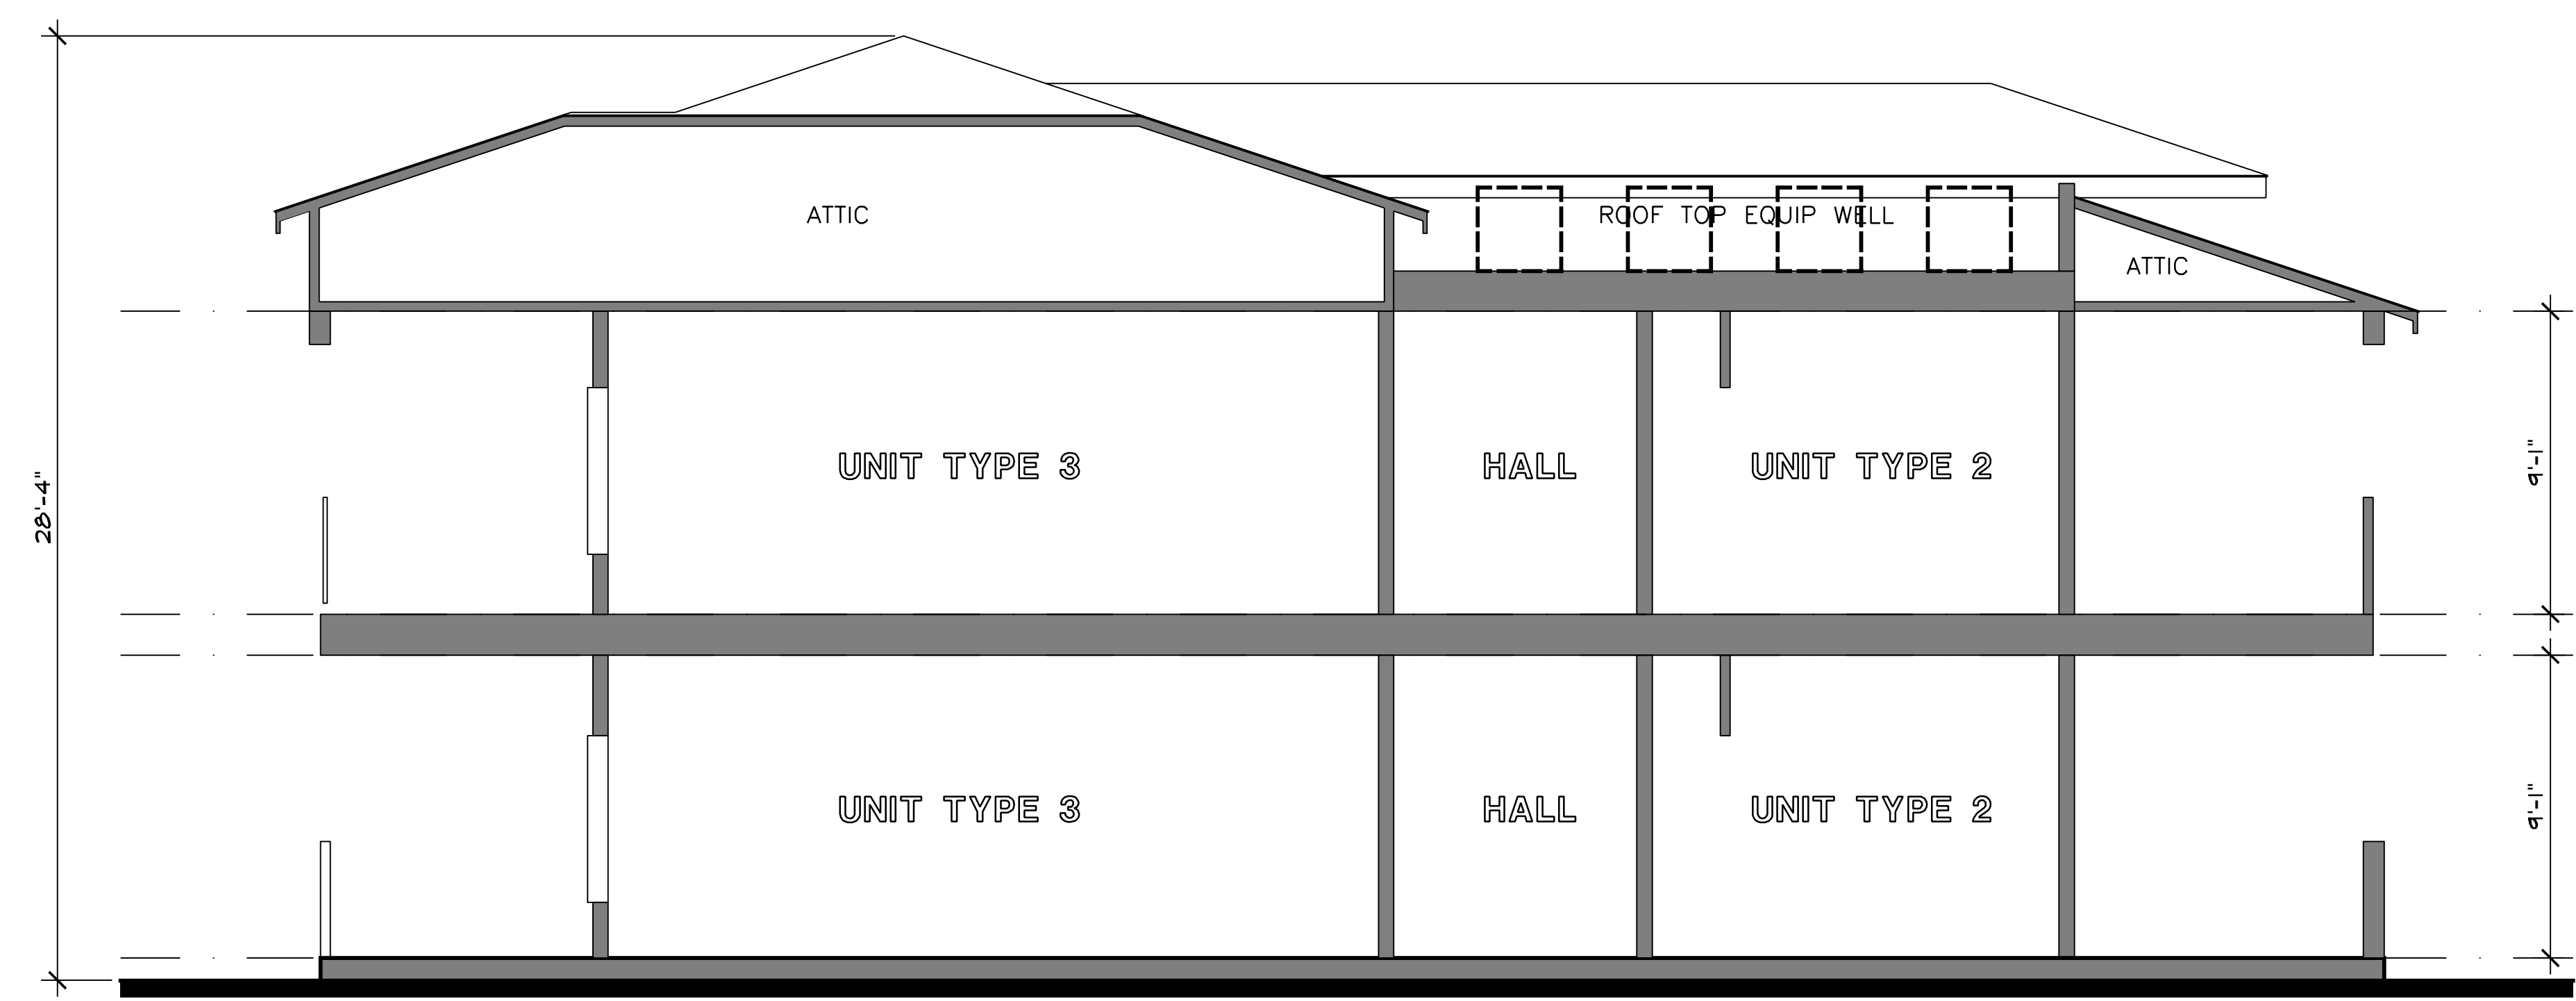 ATTIC
ROOF TOP EQUIP WELL
ATTIC
28'-4"
UNIT TYPE 3
HALL
UNIT TYPE 2
9'-1"
UNIT TYPE 3
HALL
UNIT TYPE 2
9'-1"